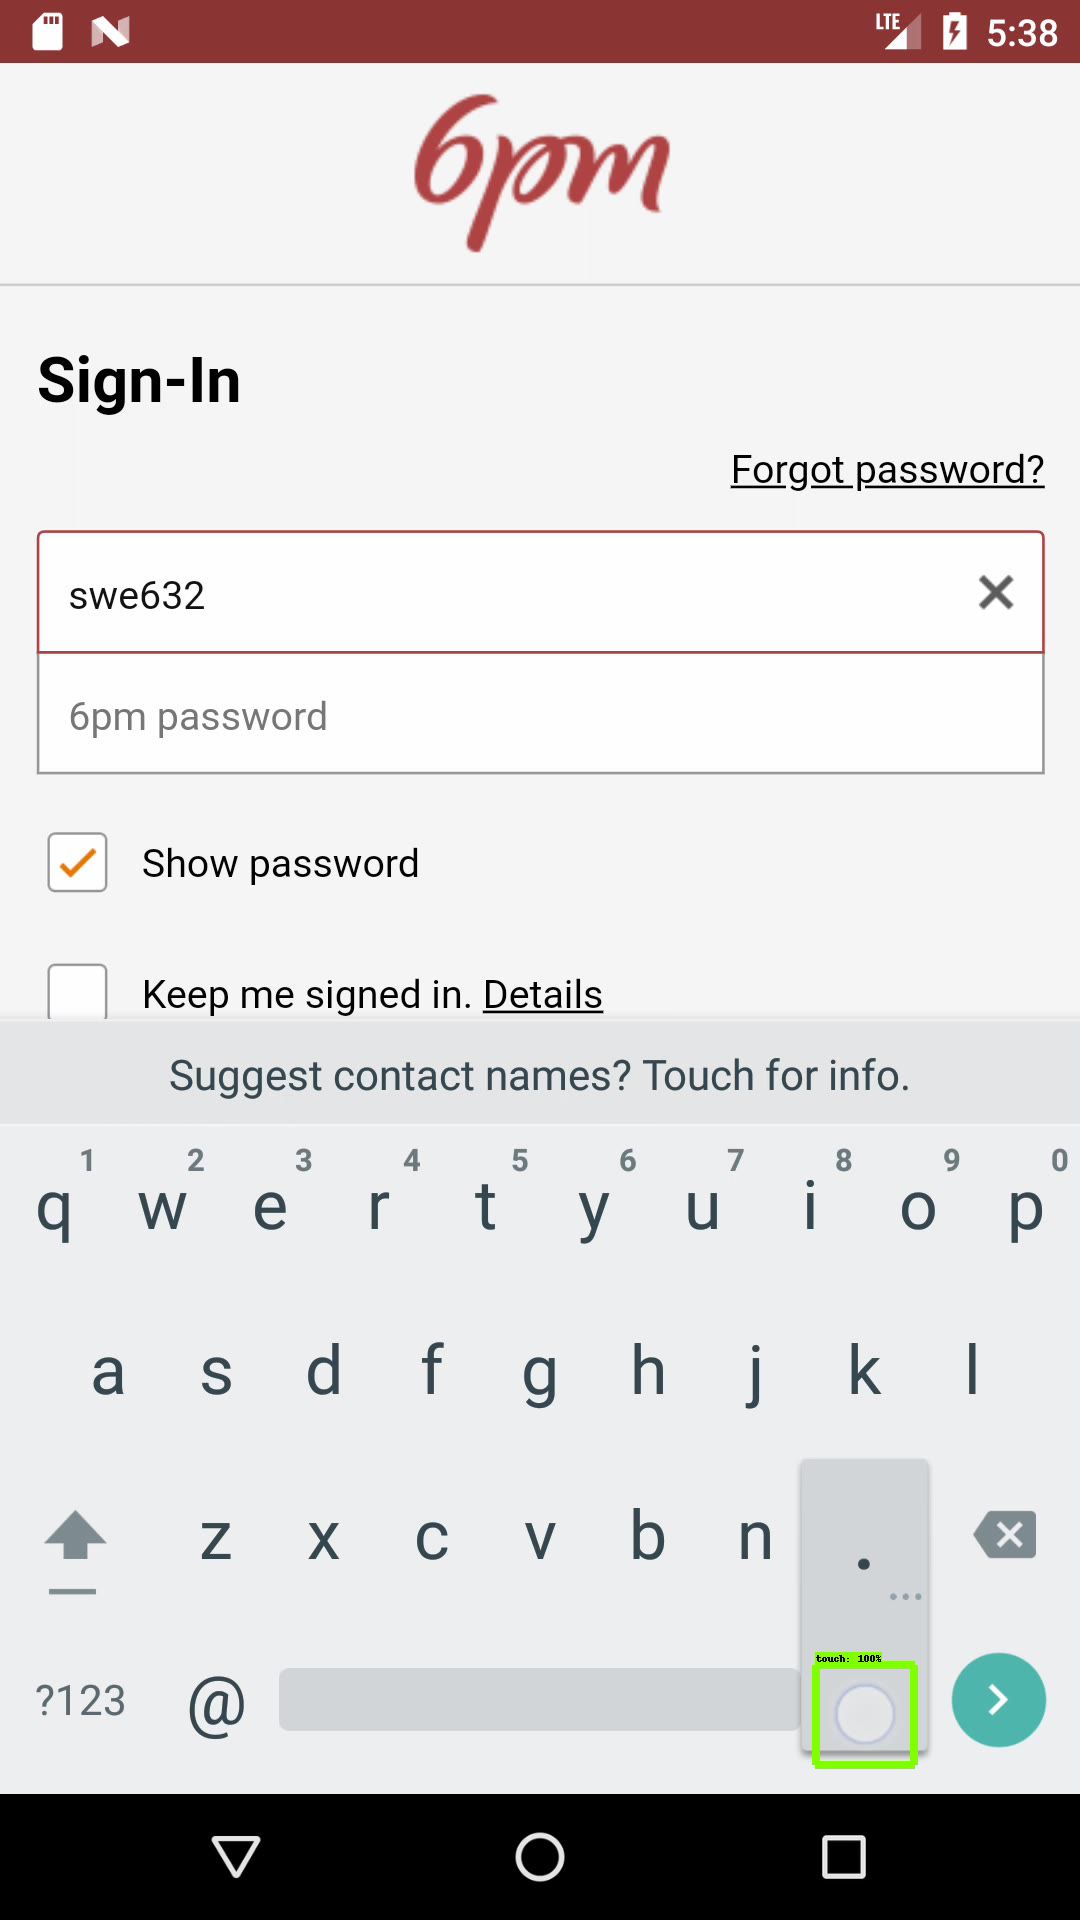 LTE 5:38
6pm
Sign-In
Forgot password?
swe632
6pm password
Show password
Keep me signed in. Details
Suggest contact names? Touch for info.
1 2 3 4 5 6 7 8 9 0
q w e r t y u i o p
a s d f g h j k l
z x c v b n .
...
touch: 100%
?123 @